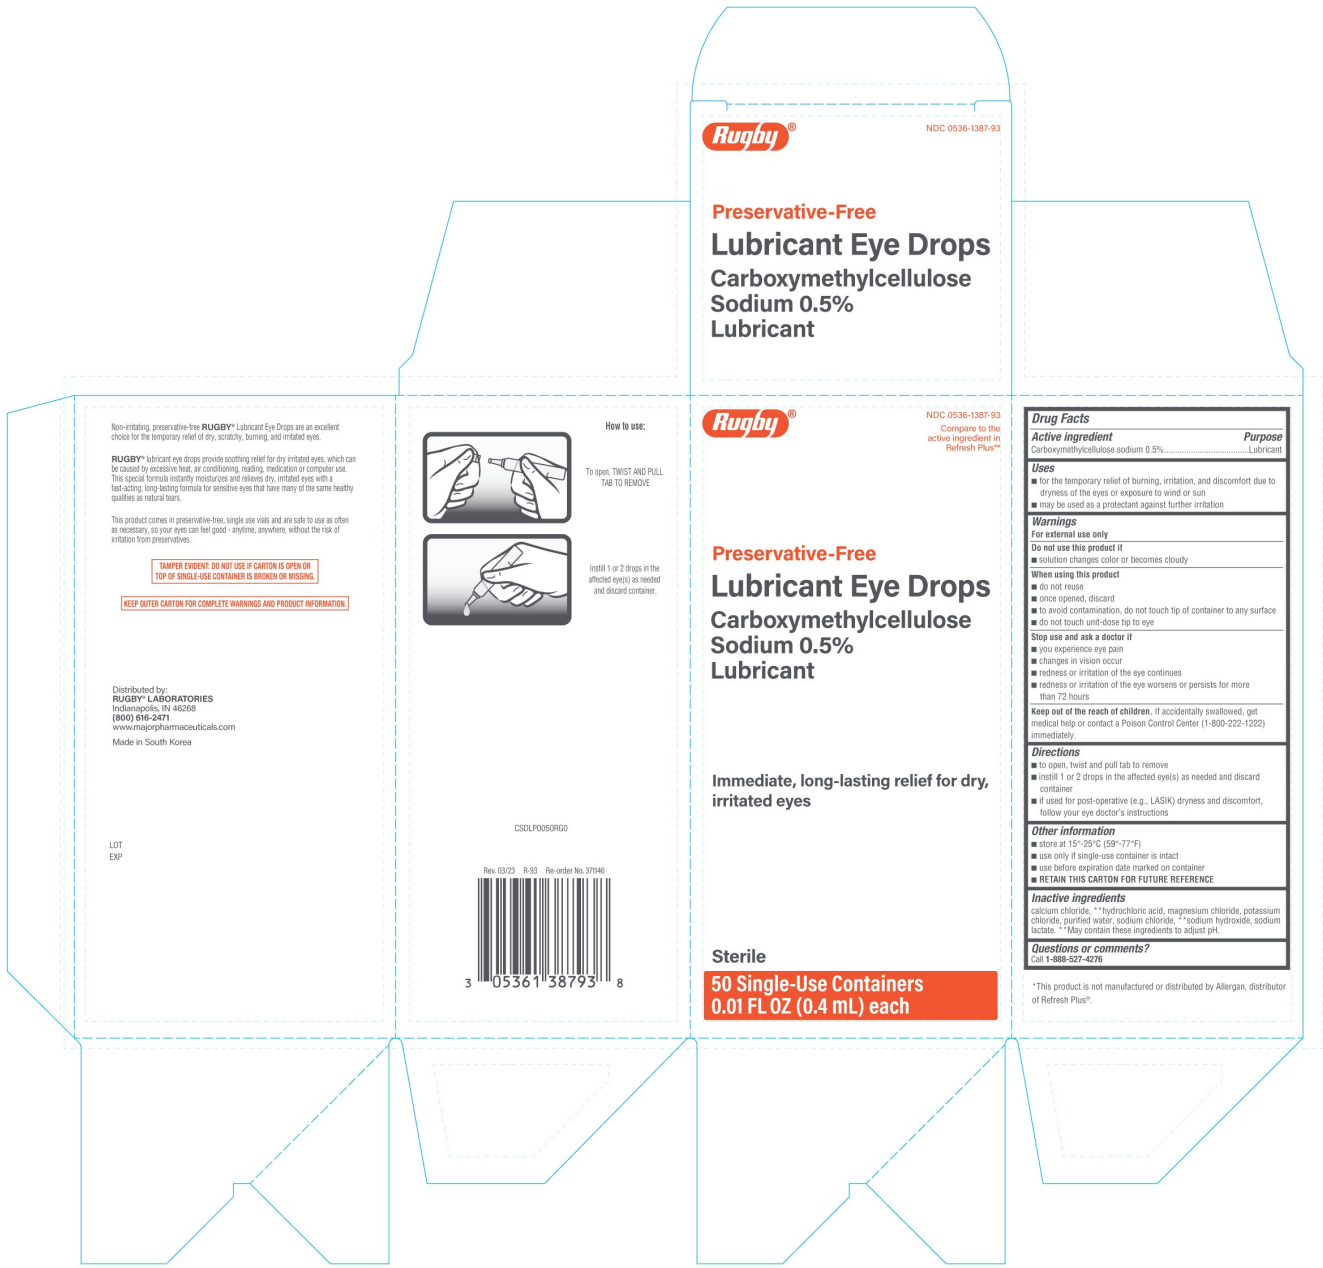 Rugby®
NDC 0536-1387-93
Preservative-Free
Lubricant Eye Drops
Carboxymethylcellulose
Sodium 0.5%
Lubricant
Non-irritating, preservative-free RUGBY® Lubricant Eye Drops are an excellent
choice for the temporary relief of dry, scratchy, burning, and irritated eyes.
RUGBY® lubricant eye drops provide soothing relief for dry irritated eyes, which can
be caused by excessive heat, air conditioning, reading, medication or computer use.
This special formula instantly moisturizes and relieves dry, irritated eyes with a
fast-acting, long-lasting formula for sensitive eyes that have many of the same healthy
qualities as natural tears.
This product comes in preservative-free, single use vials and are safe to use as often
as necessary, so your eyes can feel good - anytime, anywhere, without the risk of
irritation from preservatives.
TAMPER EVIDENT: DO NOT USE IF CARTON IS OPEN OR
TOP OF SINGLE-USE CONTAINER IS BROKEN OR MISSING.
KEEP OUTER CARTON FOR COMPLETE WARNINGS AND PRODUCT INFORMATION.
Distributed by:
RUGBY® LABORATORIES
Indianapolis, IN 46268
(800) 616-2471
www.majorpharmaceuticals.com
Made in South Korea
LOT
EXP
How to use:
To open, TWIST AND PULL
TAB TO REMOVE
Instill 1 or 2 drops in the
affected eye(s) as needed
and discard container.
CSDLP0050RG0
Rev. 03/23 R-93 Re-order No. 371146
3 05361 38793 8
Rugby®
NDC 0536-1387-93
Compare to the
active ingredient in
Refresh Plus®*
Preservative-Free
Lubricant Eye Drops
Carboxymethylcellulose
Sodium 0.5%
Lubricant
Immediate, long-lasting relief for dry,
irritated eyes
Sterile
50 Single-Use Containers
0.01 FL OZ (0.4 mL) each
Drug Facts
Active ingredient Purpose
Carboxymethylcellulose sodium 0.5%....................................Lubricant
Uses
■ for the temporary relief of burning, irritation, and discomfort due to
dryness of the eyes or exposure to wind or sun
■ may be used as a protectant against further irritation
Warnings
For external use only
Do not use this product if
■ solution changes color or becomes cloudy
When using this product
■ do not reuse
■ once opened, discard
■ to avoid contamination, do not touch tip of container to any surface
■ do not touch unit-dose tip to eye
Stop use and ask a doctor if
■ you experience eye pain
■ changes in vision occur
■ redness or irritation of the eye continues
■ redness or irritation of the eye worsens or persists for more
than 72 hours
Keep out of the reach of children. If accidentally swallowed, get
medical help or contact a Poison Control Center (1-800-222-1222)
immediately.
Directions
■ to open, twist and pull tab to remove
■ instill 1 or 2 drops in the affected eye(s) as needed and discard
container
■ if used for post-operative (e.g., LASIK) dryness and discomfort,
follow your eye doctor's instructions
Other information
■ store at 15°-25°C (59°-77°F)
■ use only if single-use container is intact
■ use before expiration date marked on container
■ RETAIN THIS CARTON FOR FUTURE REFERENCE
Inactive ingredients
calcium chloride, **hydrochloric acid, magnesium chloride, potassium
chloride, purified water, sodium chloride, **sodium hydroxide, sodium
lactate. **May contain these ingredients to adjust pH.
Questions or comments?
Call 1-888-527-4276
*This product is not manufactured or distributed by Allergan, distributor
of Refresh Plus®.